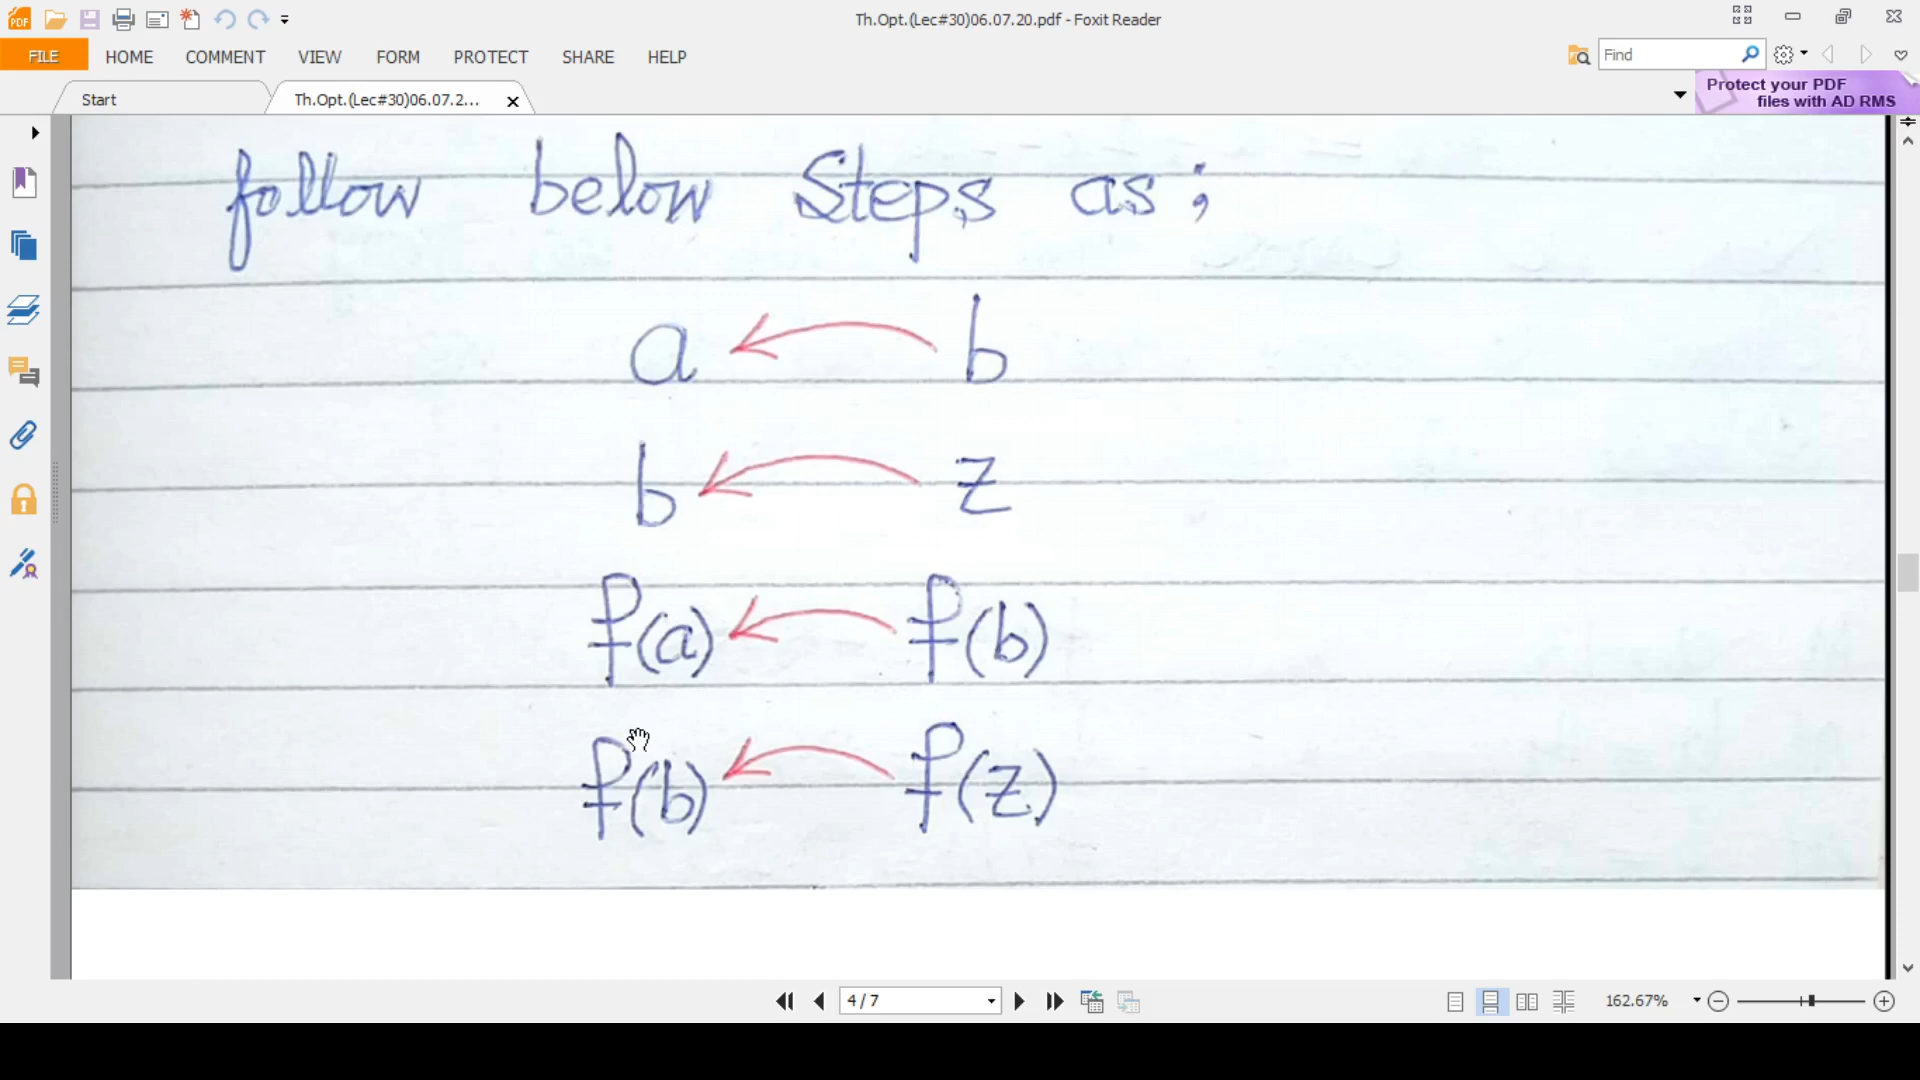 Th.Opt.(Lec#30)06.07.20.pdf - Foxit Reader
FILE HOME COMMENT VIEW FORM PROTECT SHARE HELP
Find
Start
Th.Opt.(Lec#30)06.07.2...
Protect your PDF
files with AD RMS
follow below Steps as;
a ← b
b ← z
f(a) ← f(b)
f(b) ← f(z)
4 / 7
162.67%